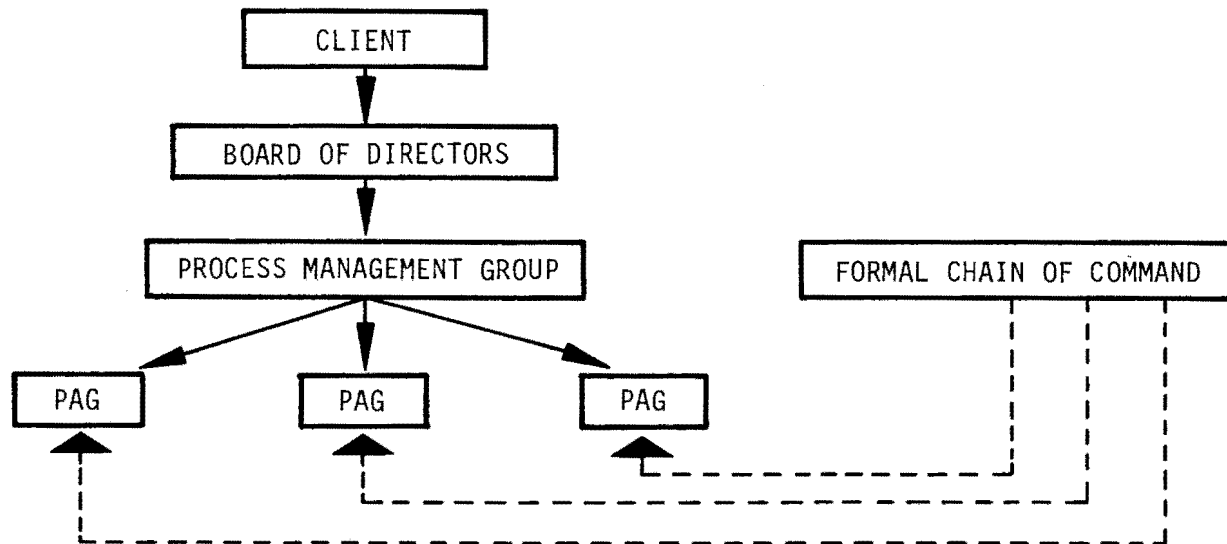 CLIENT
BOARD OF DIRECTORS
PROCESS MANAGEMENT GROUP
FORMAL CHAIN OF COMMAND
PAG
PAG
PAG